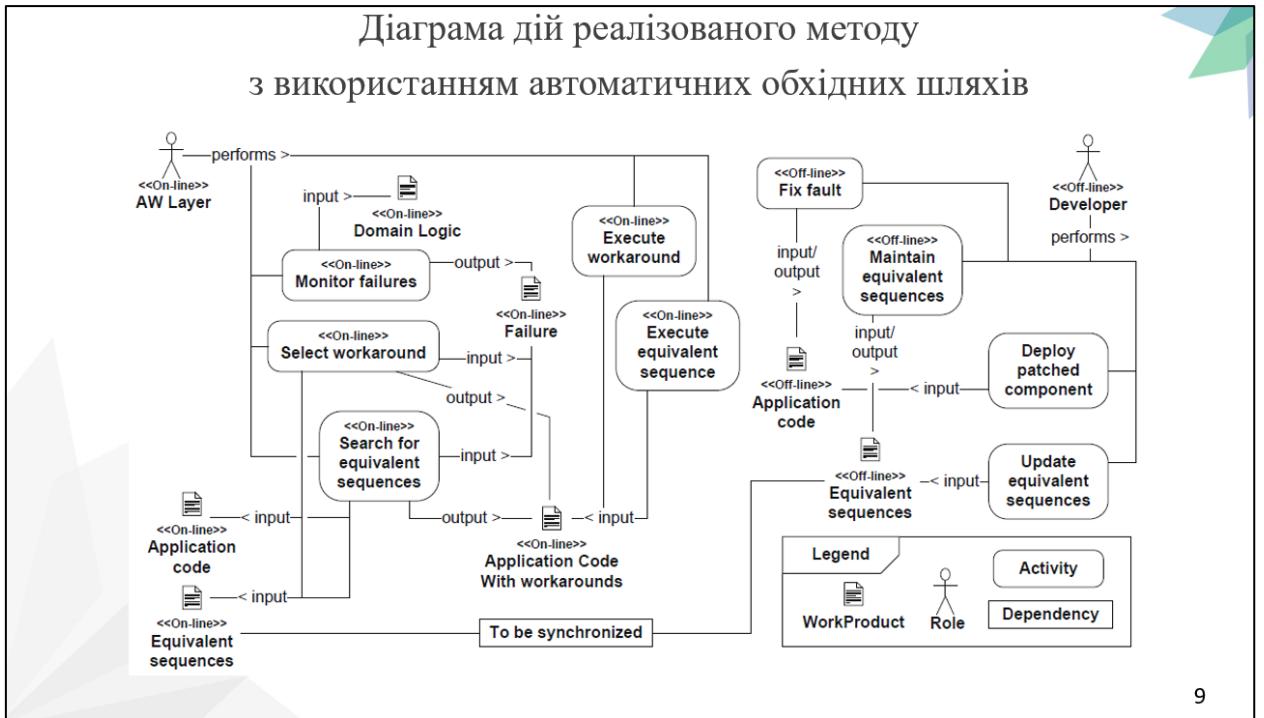 Діаграма дій реалізованого методу
з використанням автоматичних обхідних шляхів
performs >
<<On-line>>
AW Layer
input >
<<On-line>>
Domain Logic
<<On-line>>
Monitor failures
output >
<<On-line>>
Failure
<<On-line>>
Select workaround
input >
output >
<<On-line>>
Search for
equivalent
sequences
input >
output >
<<On-line>>
Execute
workaround
<<On-line>>
Execute
equivalent
sequence
< input
<<On-line>>
Application
code
< input
<<On-line>>
Equivalent
sequences
< input
<<On-line>>
Application Code
With workarounds
To be synchronized
<<Off-line>>
Fix fault
<<Off-line>>
Developer
performs >
input/
output
>
<<Off-line>>
Maintain
equivalent
sequences
input/
output
>
<<Off-line>>
Application
code
< input
Deploy
patched
component
<<Off-line>>
Equivalent
sequences
< input
Update
equivalent
sequences
Legend
WorkProduct
Role
Activity
Dependency
9